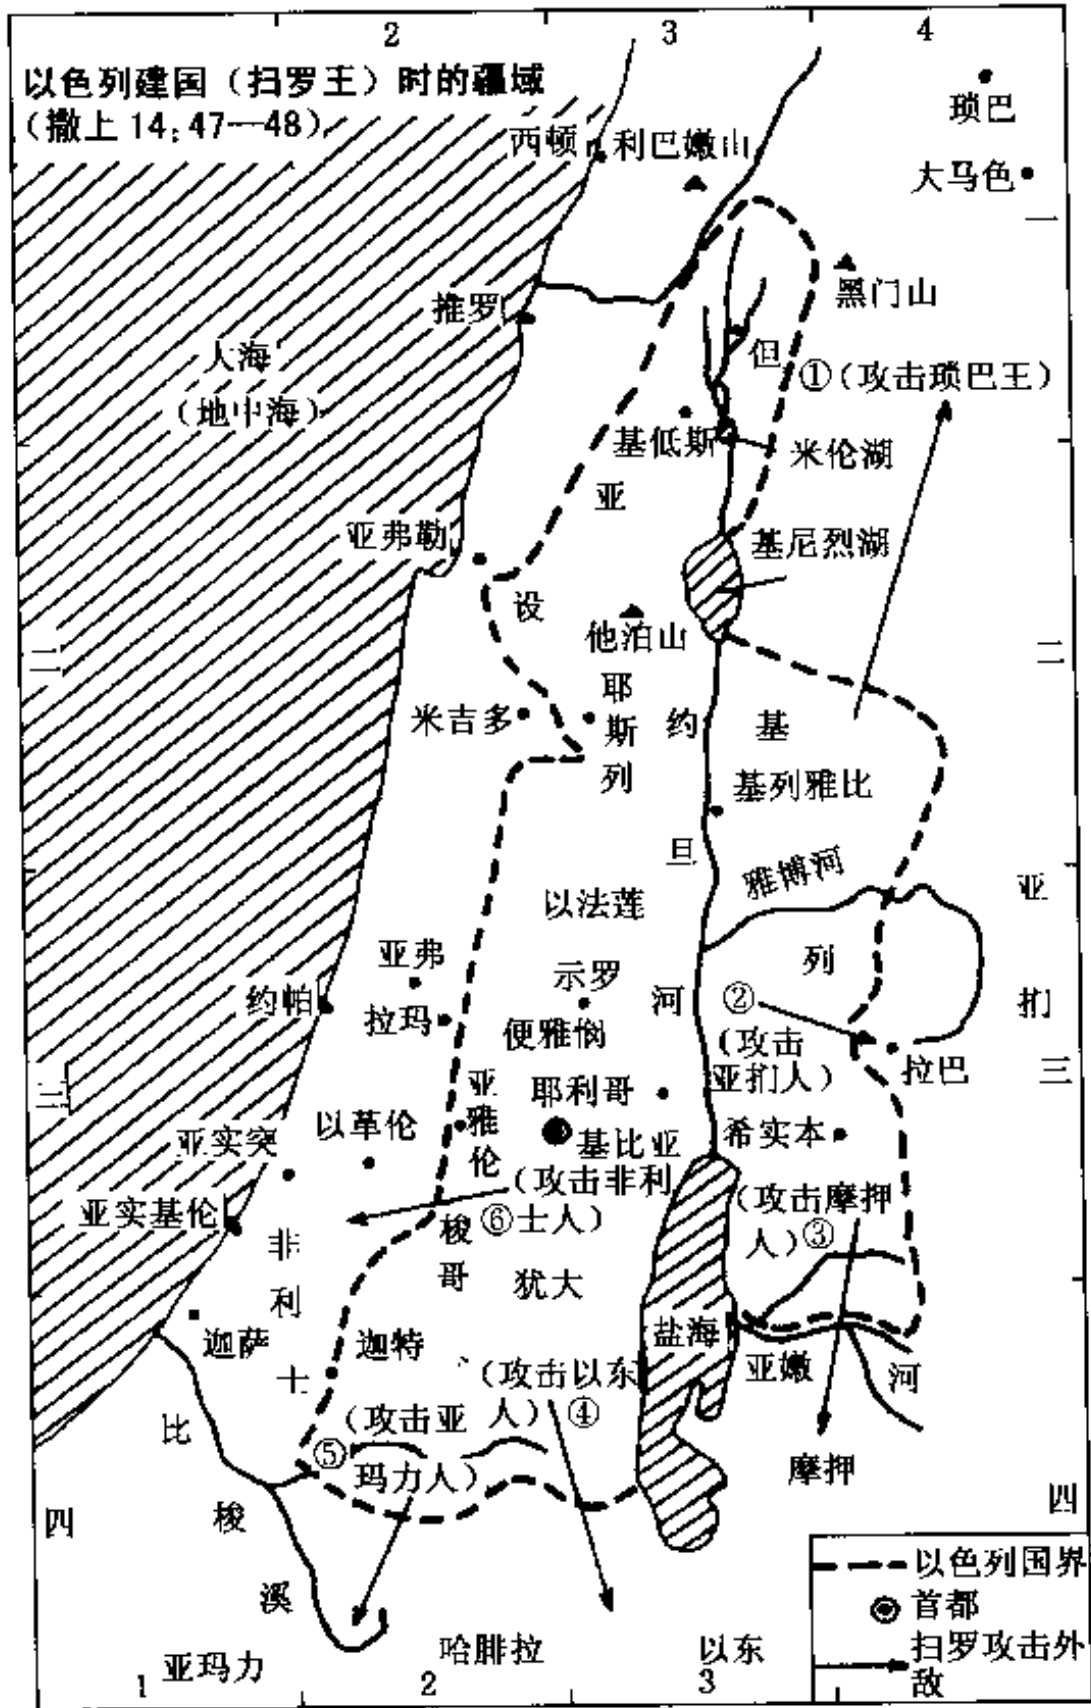 2
3
4
以色列建国（扫罗王）时的疆域
（撒上 14：47—48）
琐巴
西顿
利巴嫩山
大马色
一
黑门山
推罗
但
大海
（地中海）
①（攻击琐巴王）
基低斯
米伦湖
亚
亚弗勒
基尼烈湖
设
他泊山
二
二
耶
米吉多
斯
约
基
列
基列雅比
旦
雅博河
亚
以法莲
亚弗
示罗
列
约帕
拉玛
河
②
扪
便雅悯
（攻击
亚扪人）
拉巴
三
三
亚
耶利哥
以革伦
雅
希实本
亚实突
伦
基比亚
（攻击非利
⑥士人）
（攻击摩押
人）③
亚实基伦
非
梭
哥
利
犹大
迦萨
迦特
盐海
亚嫩
河
士
（攻击以东
人）④
比
（攻击亚
⑤
玛力人）
摩押
四
梭
四
以色列国界
溪
首都
亚玛力
哈腓拉
以东
扫罗攻击外
敌
1
2
3